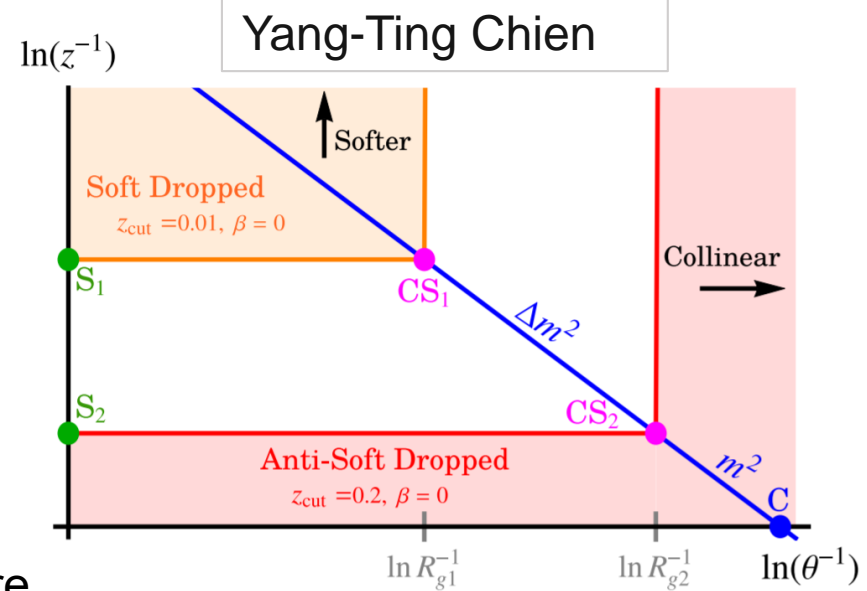 Yang-Ting Chien
ln(z⁻¹)
Softer
Soft Dropped
z_cut =0.01, β = 0
Collinear
S₁
CS₁
Δm²
S₂
CS₂
Anti-Soft Dropped
z_cut =0.2, β = 0
m²
C
ln R_g1⁻¹
ln R_g2⁻¹
ln(θ⁻¹)